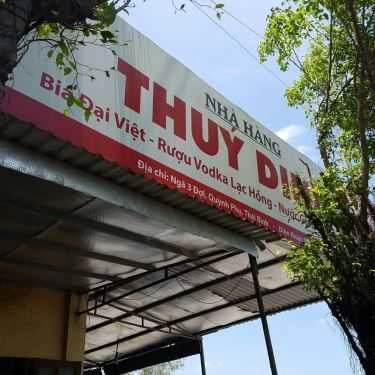 NHÀ HÀNG
THUÝ
Bia Đại Việt - Rượu Vodka Lạc Hồng - Nước
Địa chỉ: Ngã 3 Đợi, Quỳnh Phụ, Thái Bình